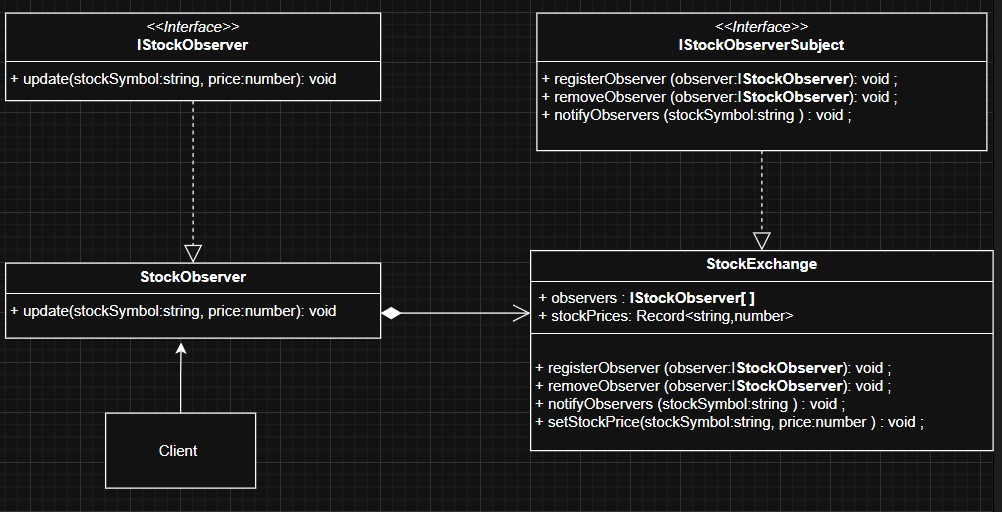 <<Interface>>
IStockObserver
+ update(stockSymbol:string, price:number): void
<<Interface>>
IStockObserverSubject
+ registerObserver (observer:IStockObserver): void ;
+ removeObserver (observer:IStockObserver): void ;
+ notifyObservers (stockSymbol:string ) : void ;
StockObserver
+ update(stockSymbol:string, price:number): void
StockExchange
+ observers : IStockObserver[ ]
+ stockPrices: Record<string,number>
+ registerObserver (observer:IStockObserver): void ;
+ removeObserver (observer:IStockObserver): void ;
+ notifyObservers (stockSymbol:string ) : void ;
+ setStockPrice(stockSymbol:string, price:number ) : void ;
Client